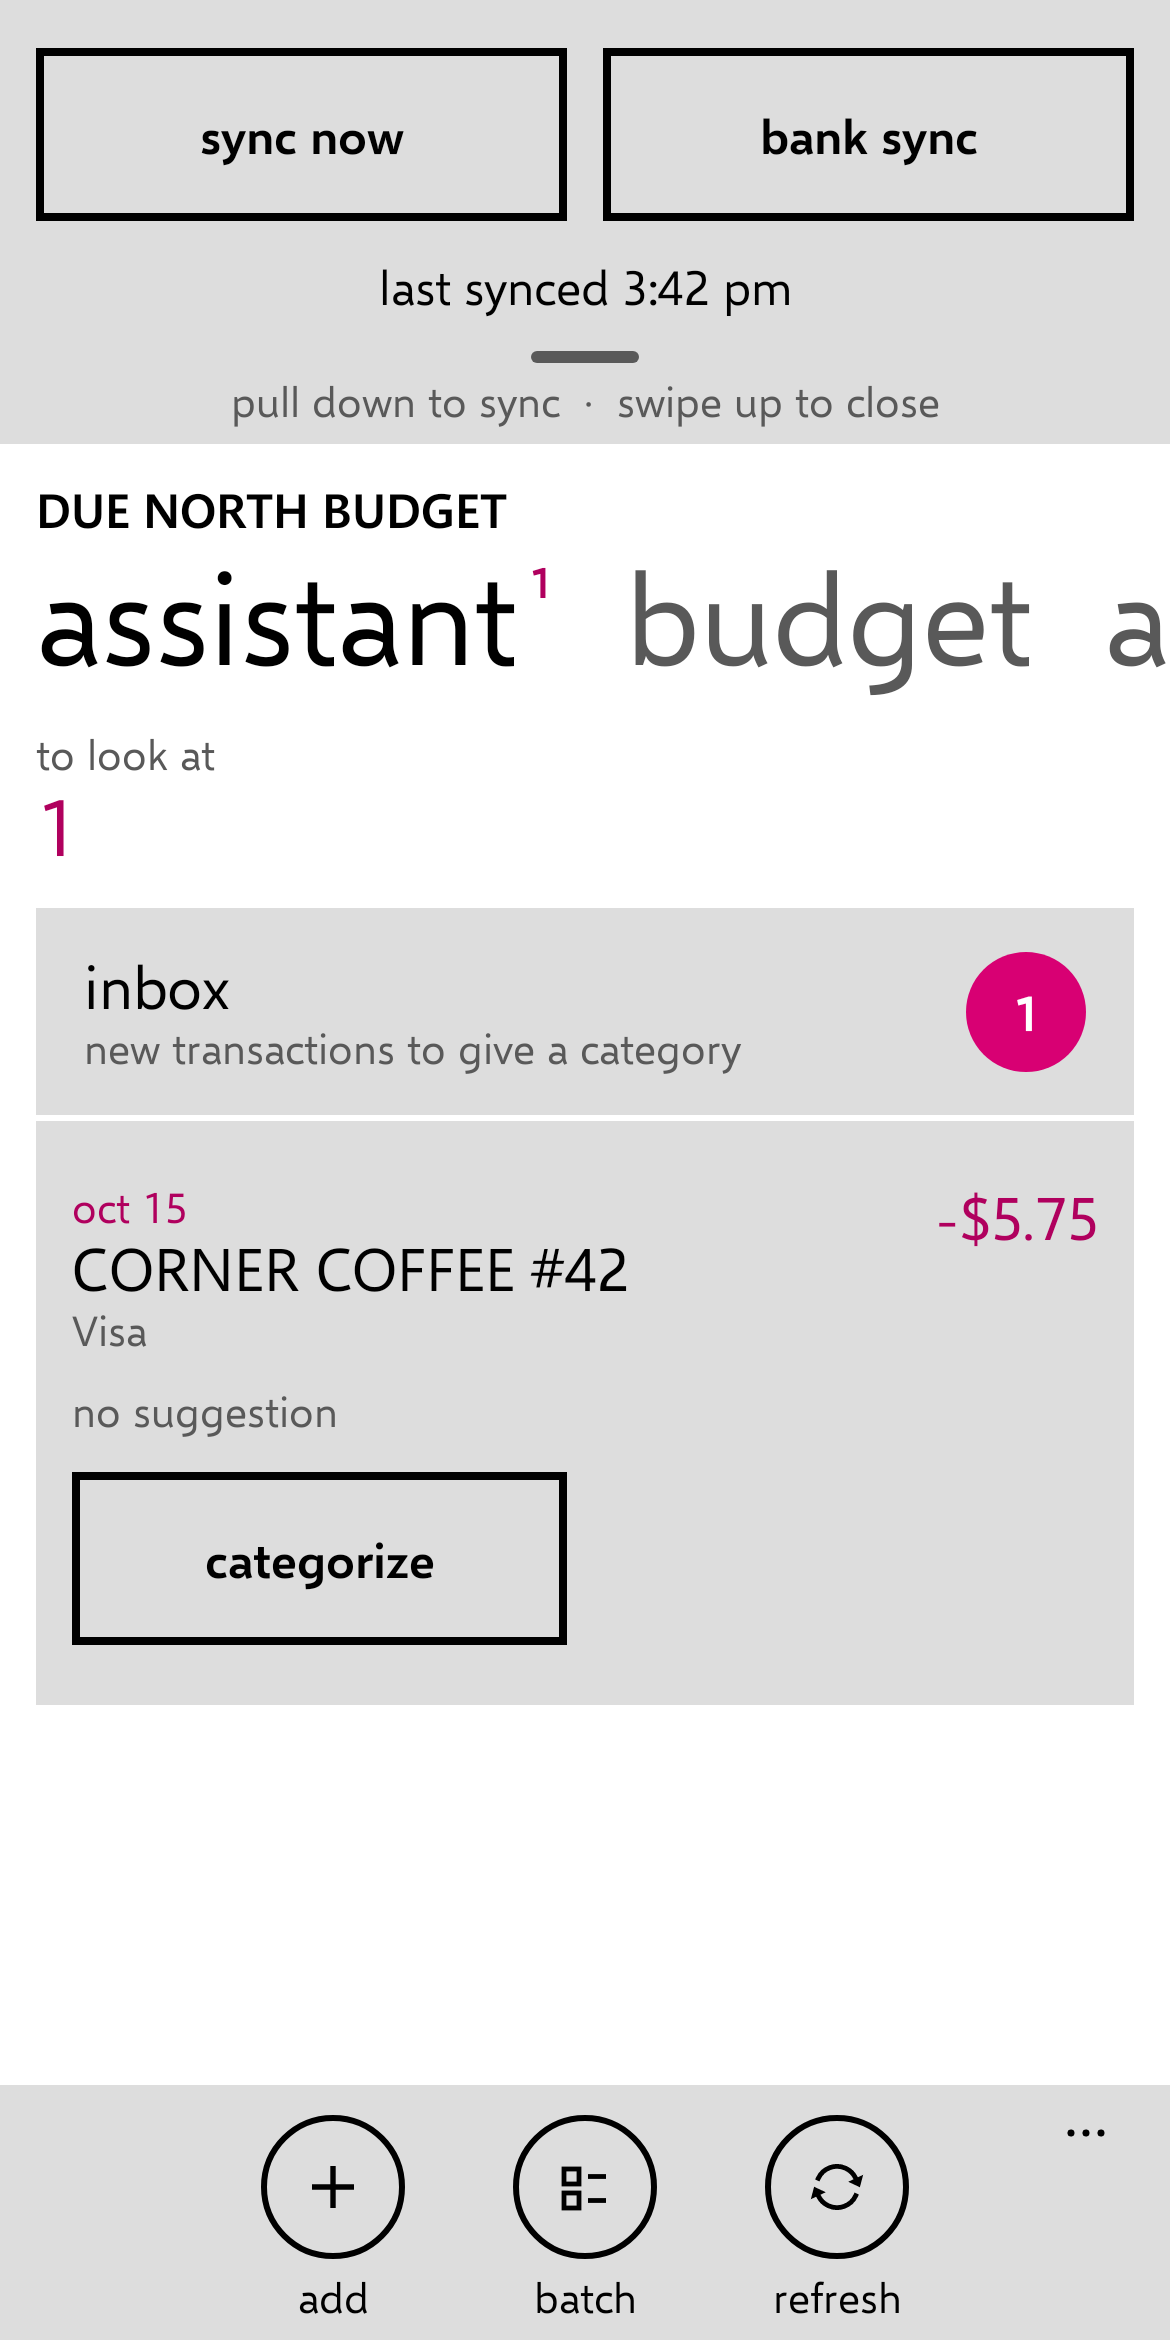 sync now
bank sync
last synced 3:42 pm
pull down to sync · swipe up to close
DUE NORTH BUDGET
assistant 1 budget a
to look at
1
inbox
new transactions to give a category
1
oct 15
-$5.75
CORNER COFFEE #42
Visa
no suggestion
categorize
...
add
batch
refresh